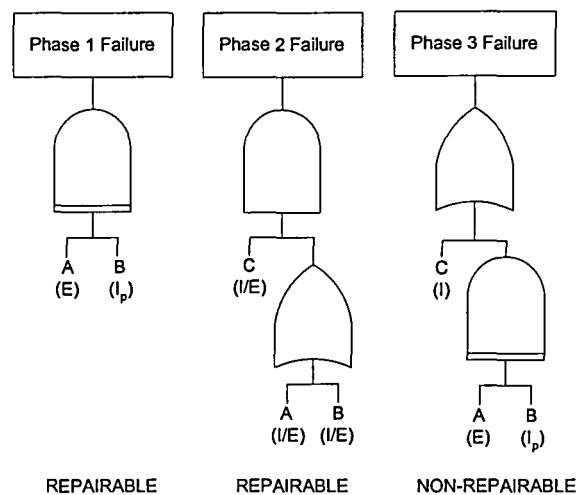 Phase 1 Failure Phase 2 Failure Phase 3 Failure
A B
(E) (Ip)
C
(I/E)
C
(I)
A B
(I/E) (I/E)
A B
(E) (Ip)
REPAIRABLE REPAIRABLE NON-REPAIRABLE